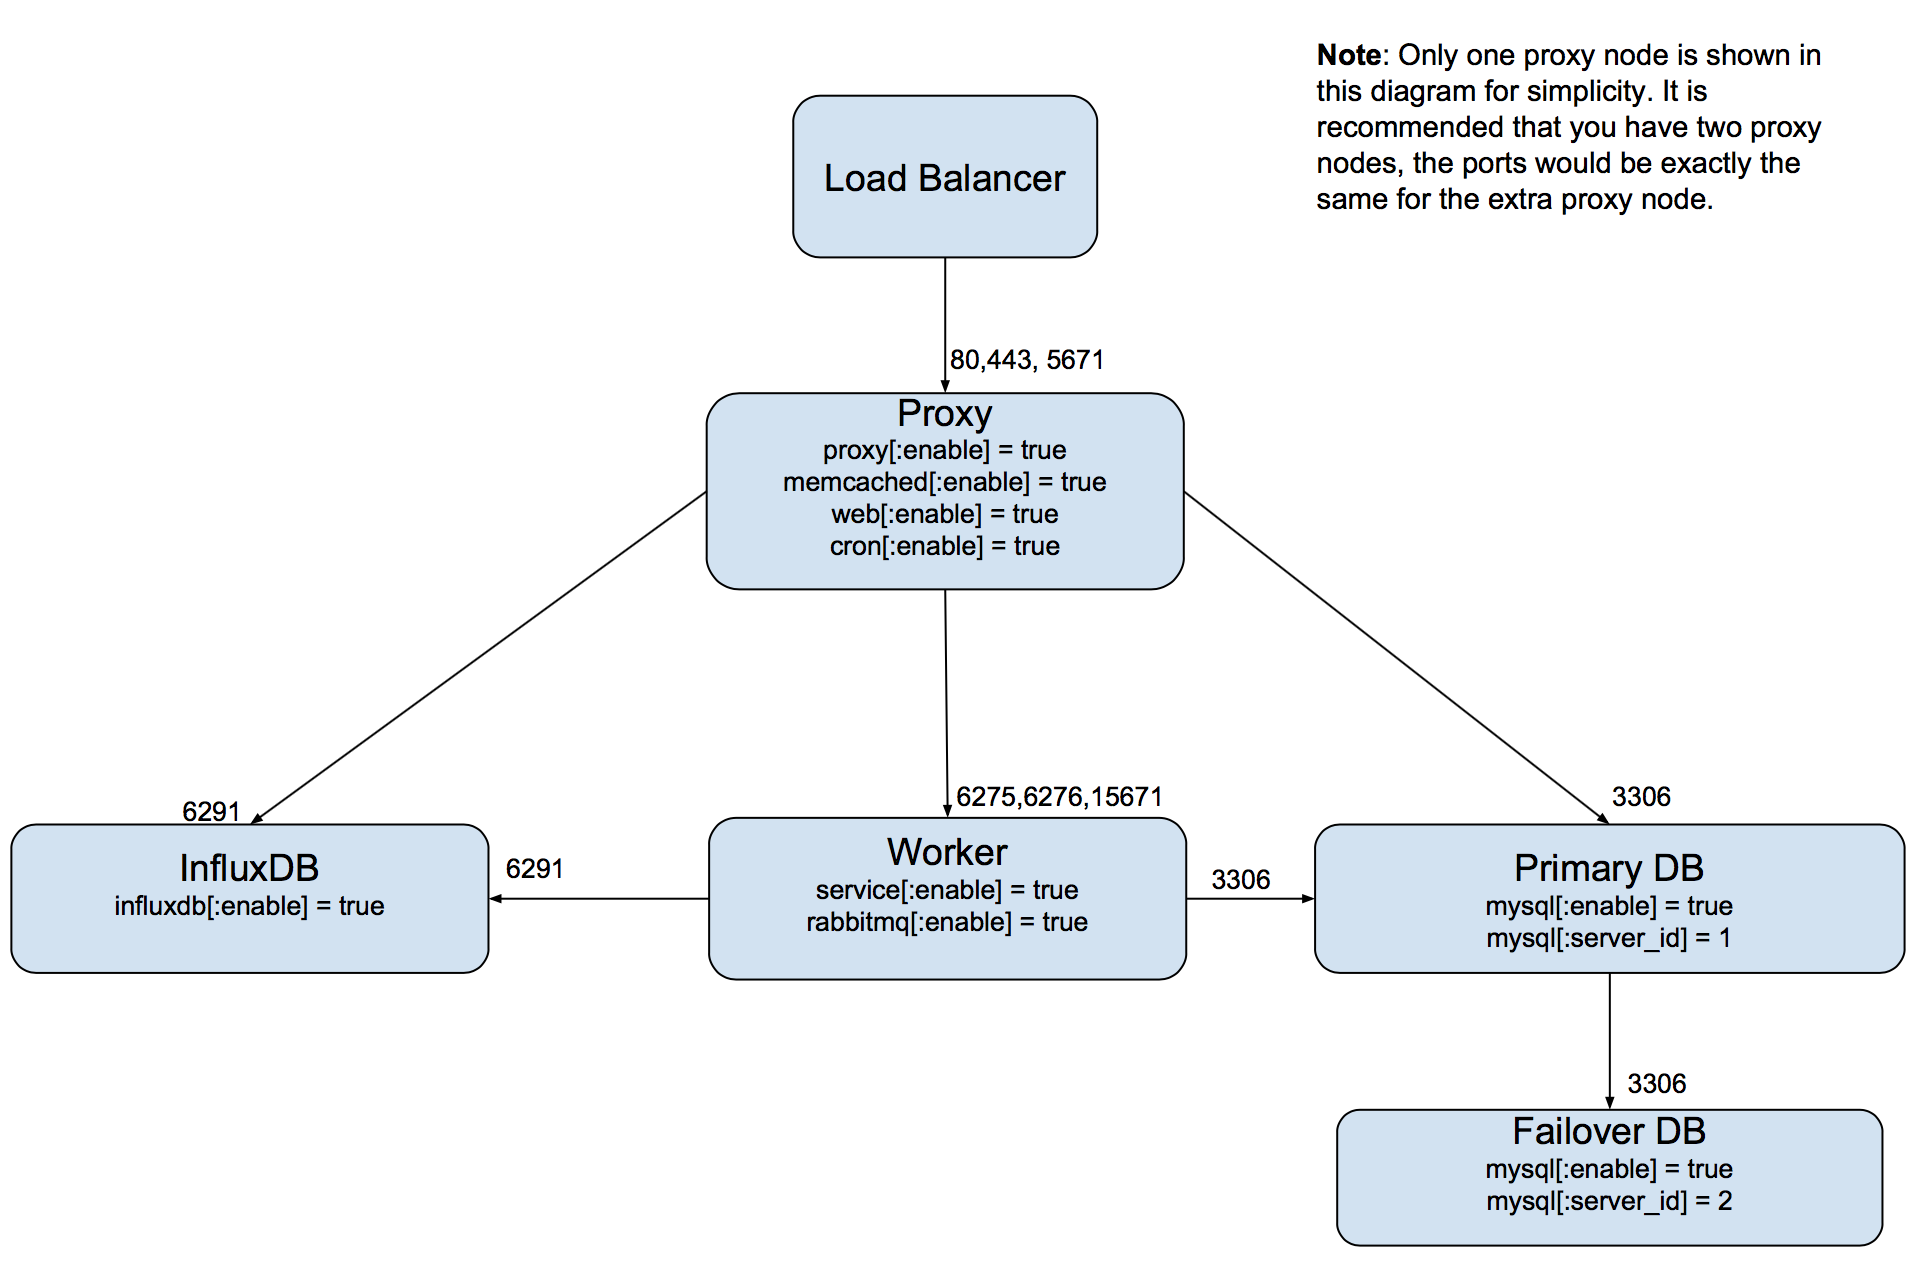 Note: Only one proxy node is shown in
this diagram for simplicity. It is
recommended that you have two proxy
nodes, the ports would be exactly the
same for the extra proxy node.
Load Balancer
80,443, 5671
Proxy
proxy[:enable] = true
memcached[:enable] = true
web[:enable] = true
cron[:enable] = true
6291
6275,6276,15671
3306
InfluxDB
influxdb[:enable] = true
6291
Worker
service[:enable] = true
rabbitmq[:enable] = true
3306
Primary DB
mysql[:enable] = true
mysql[:server_id] = 1
3306
Failover DB
mysql[:enable] = true
mysql[:server_id] = 2